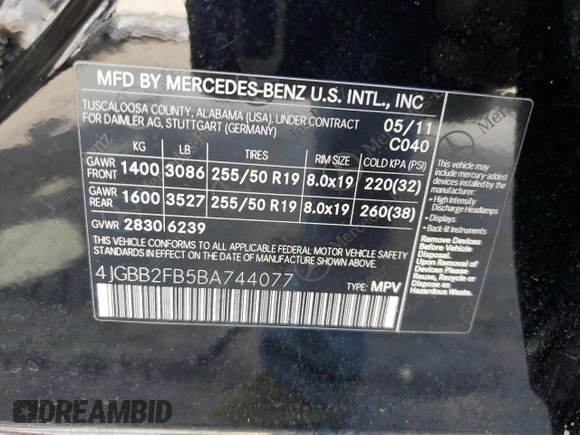 MFD BY MERCEDES-BENZ U.S. INTL., INC
TUSCALOOSA COUNTY, ALABAMA (USA). UNDER CONTRACT
FOR DAIMLER AG, STUTTGART (GERMANY)
05/11
C040
KG LB TIRES RIM SIZE COLD KPA (PSI)
GAWR
FRONT 1400 3086 255/50 R19 8.0x19 220(32)
GAWR
REAR 1600 3527 255/50 R19 8.0x19 260(38)
GVWR 2830 6239
THIS VEHICLE CONFORMS TO ALL APPLICABLE FEDERAL MOTOR VEHICLE SAFETY
STANDARDS IN EFFECT ON THE DATE OF MANUFACTURE SHOWN ABOVE.
4JGBB2FB5BA744077
TYPE: MPV
This vehicle may include
mercury-added devices
installed by the
manufacturer:
• High Intensity
Discharge Headlamps
• Displays
• Back-lit Instruments
Remove Devices
Before Vehicle
Disposal.
Please Reuse,
Recycle or Dispose as
Hazardous Waste.
DREAMBID